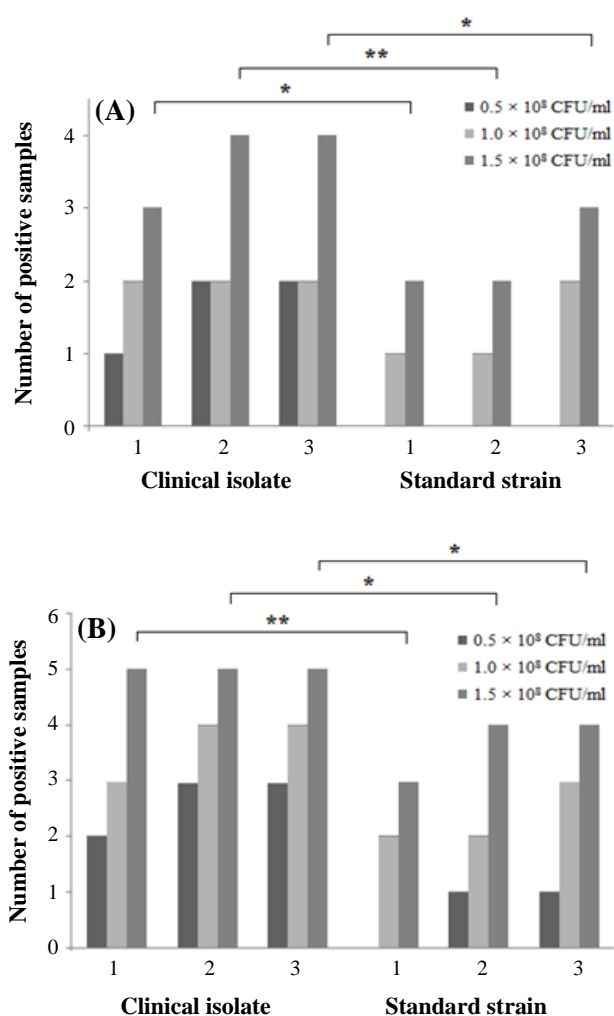 *
**
*
(A)
0.5 × 10⁸ CFU/ml
1.0 × 10⁸ CFU/ml
1.5 × 10⁸ CFU/ml
Number of positive samples
4
3
2
1
0
1 2 3 1 2 3
Clinical isolate Standard strain
*
*
**
(B)
0.5 × 10⁸ CFU/ml
1.0 × 10⁸ CFU/ml
1.5 × 10⁸ CFU/ml
Number of positive samples
6
5
4
3
2
1
0
1 2 3 1 2 3
Clinical isolate Standard strain